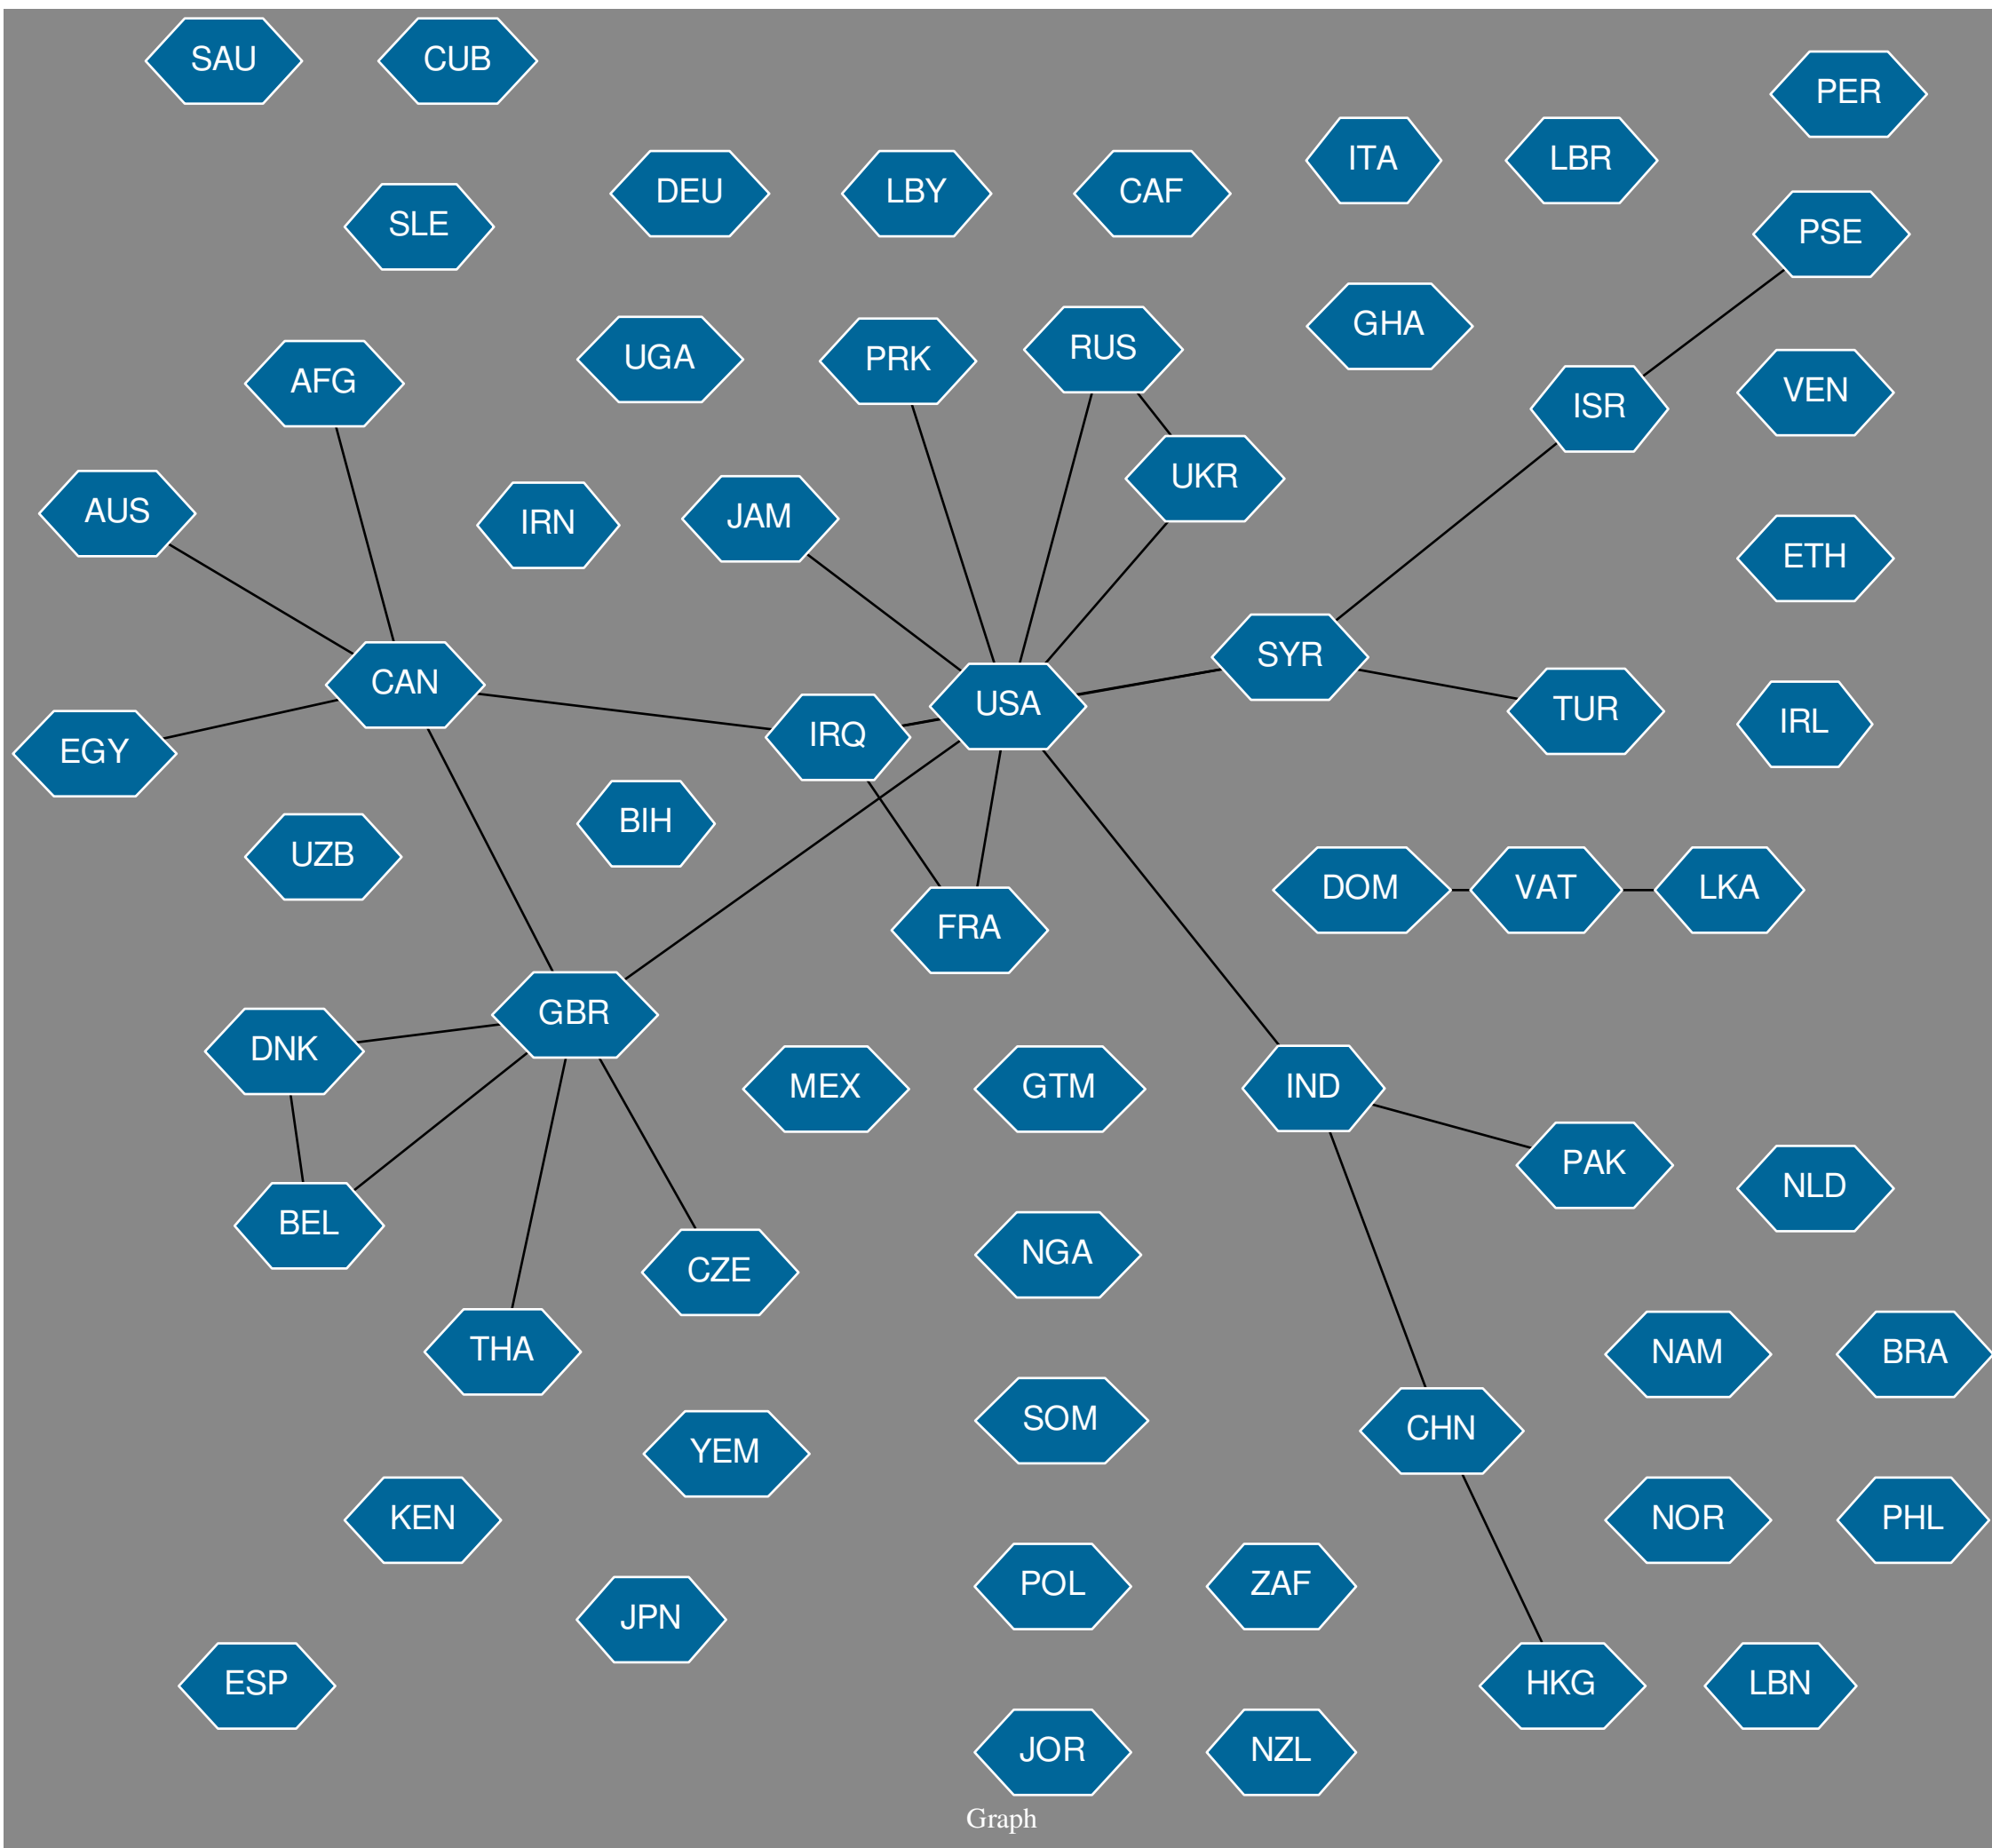 SAU
CUB
PER
ITA
LBR
DEU
LBY
CAF
SLE
PSE
GHA
RUS
UGA
PRK
AFG
VEN
ISR
UKR
AUS
JAM
IRN
ETH
SYR
CAN
USA
TUR
IRL
IRQ
EGY
BIH
UZB
DOM
VAT
LKA
FRA
GBR
DNK
MEX
GTM
IND
PAK
NLD
BEL
NGA
CZE
THA
NAM
BRA
SOM
CHN
YEM
KEN
NOR
PHL
POL
ZAF
JPN
ESP
HKG
LBN
JOR
NZL
Graph